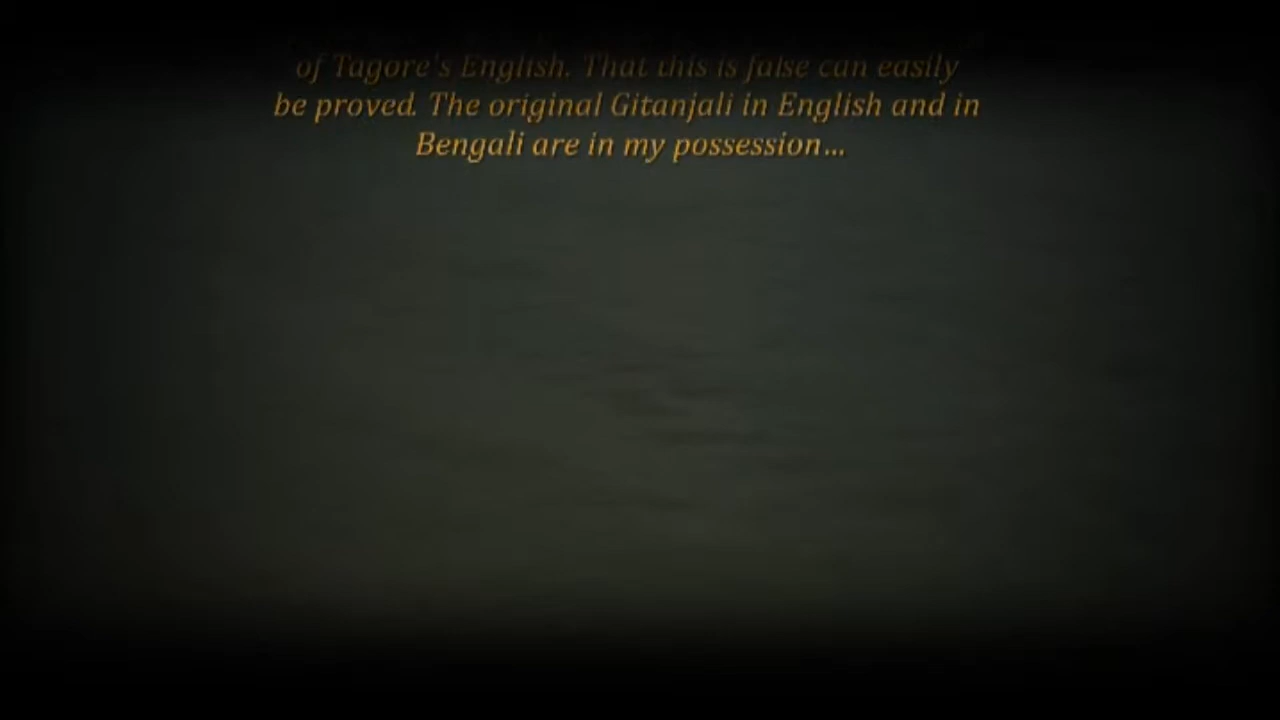 of Tagore's English. That this is false can easily
be proved. The original Gitanjali in English and in
Bengali are in my possession...